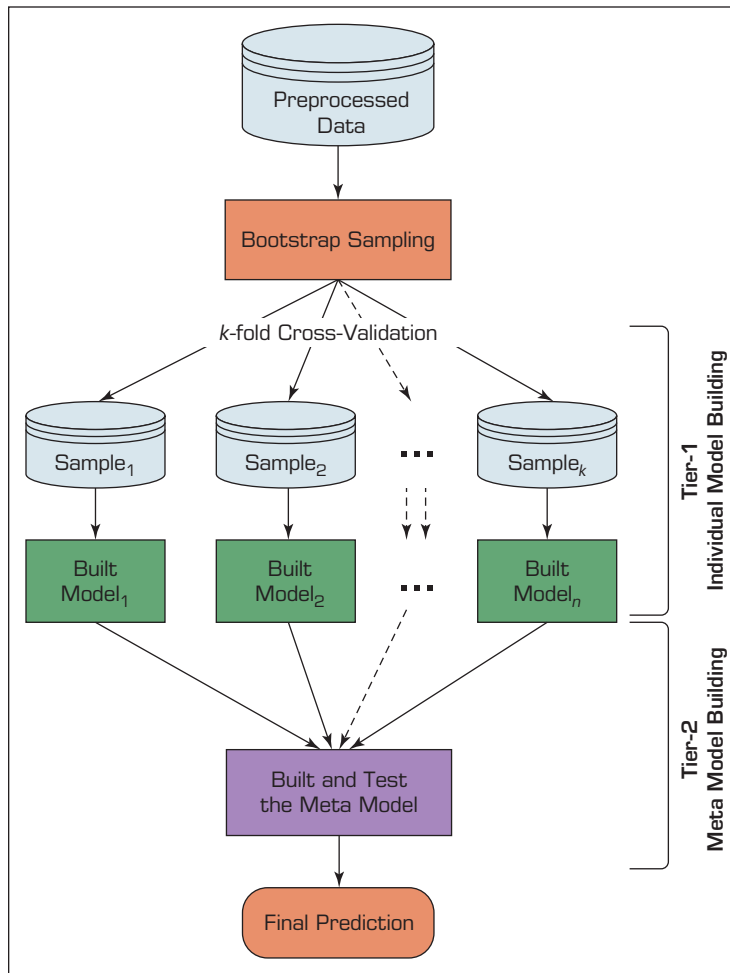 Preprocessed
Data
Bootstrap Sampling
k-fold Cross-Validation
Sample1
Sample2
...
Samplek
Built
Model1
Built
Model2
...
Built
Modeln
Tier-1
Individual Model Building
Built and Test
the Meta Model
Tier-2
Meta Model Building
Final Prediction